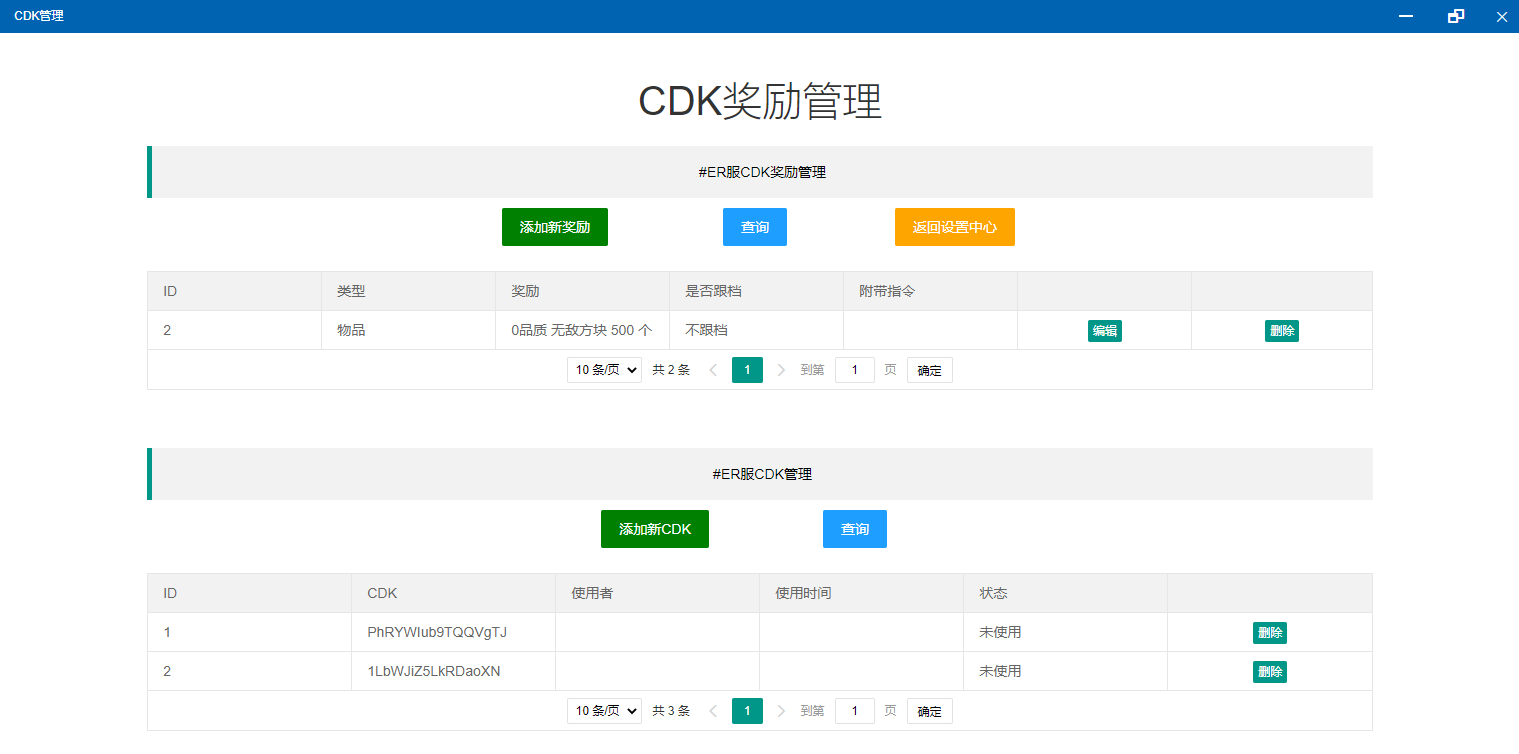 CDK管理
CDK奖励管理
#ER服CDK奖励管理
添加新奖励 查询 返回设置中心
ID 类型 奖励 是否跟档 附带指令
2 物品 0品质 无敌方块 500 个 不跟档 编辑 删除
10 条/页 共 2 条 1 到第 1 页 确定
#ER服CDK管理
添加新CDK 查询
ID CDK 使用者 使用时间 状态
1 PhRYWIub9TQQVgTJ 未使用 删除
2 1LbWJiZ5LkRDaoXN 未使用 删除
10 条/页 共 3 条 1 到第 1 页 确定